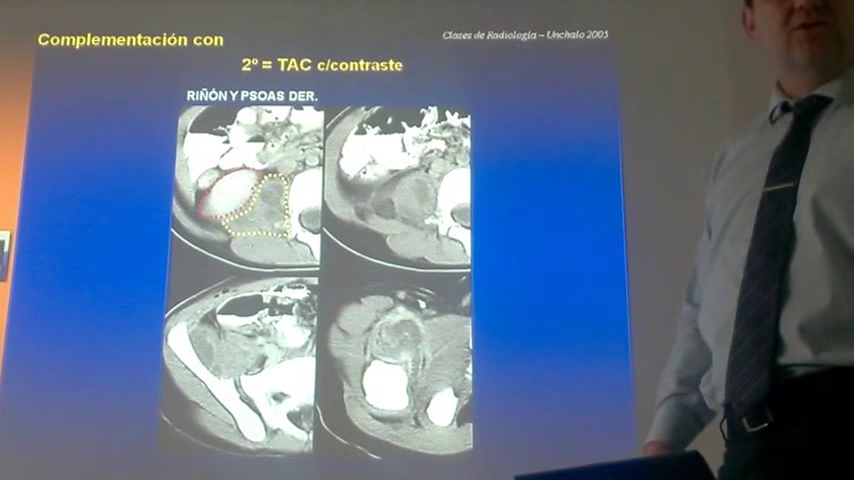 Complementación con
Clases de Radiología – Unchalo 2005
2º = TAC c/contraste
RIÑÓN Y PSOAS DER.